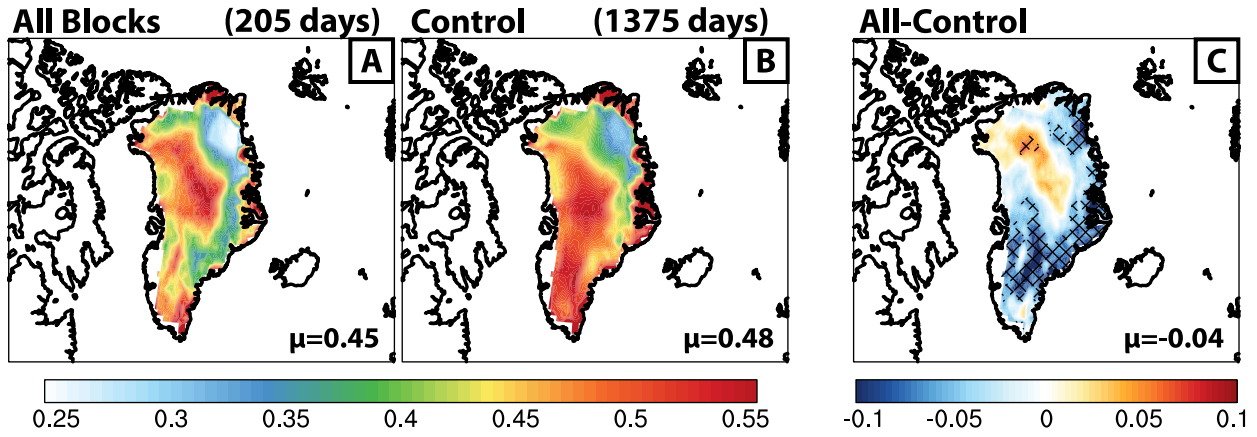 All Blocks (205 days) Control (1375 days) All-Control
A B C
μ=0.45 μ=0.48 μ=-0.04
0.25 0.3 0.35 0.4 0.45 0.5 0.55 -0.1 -0.05 0 0.05 0.1